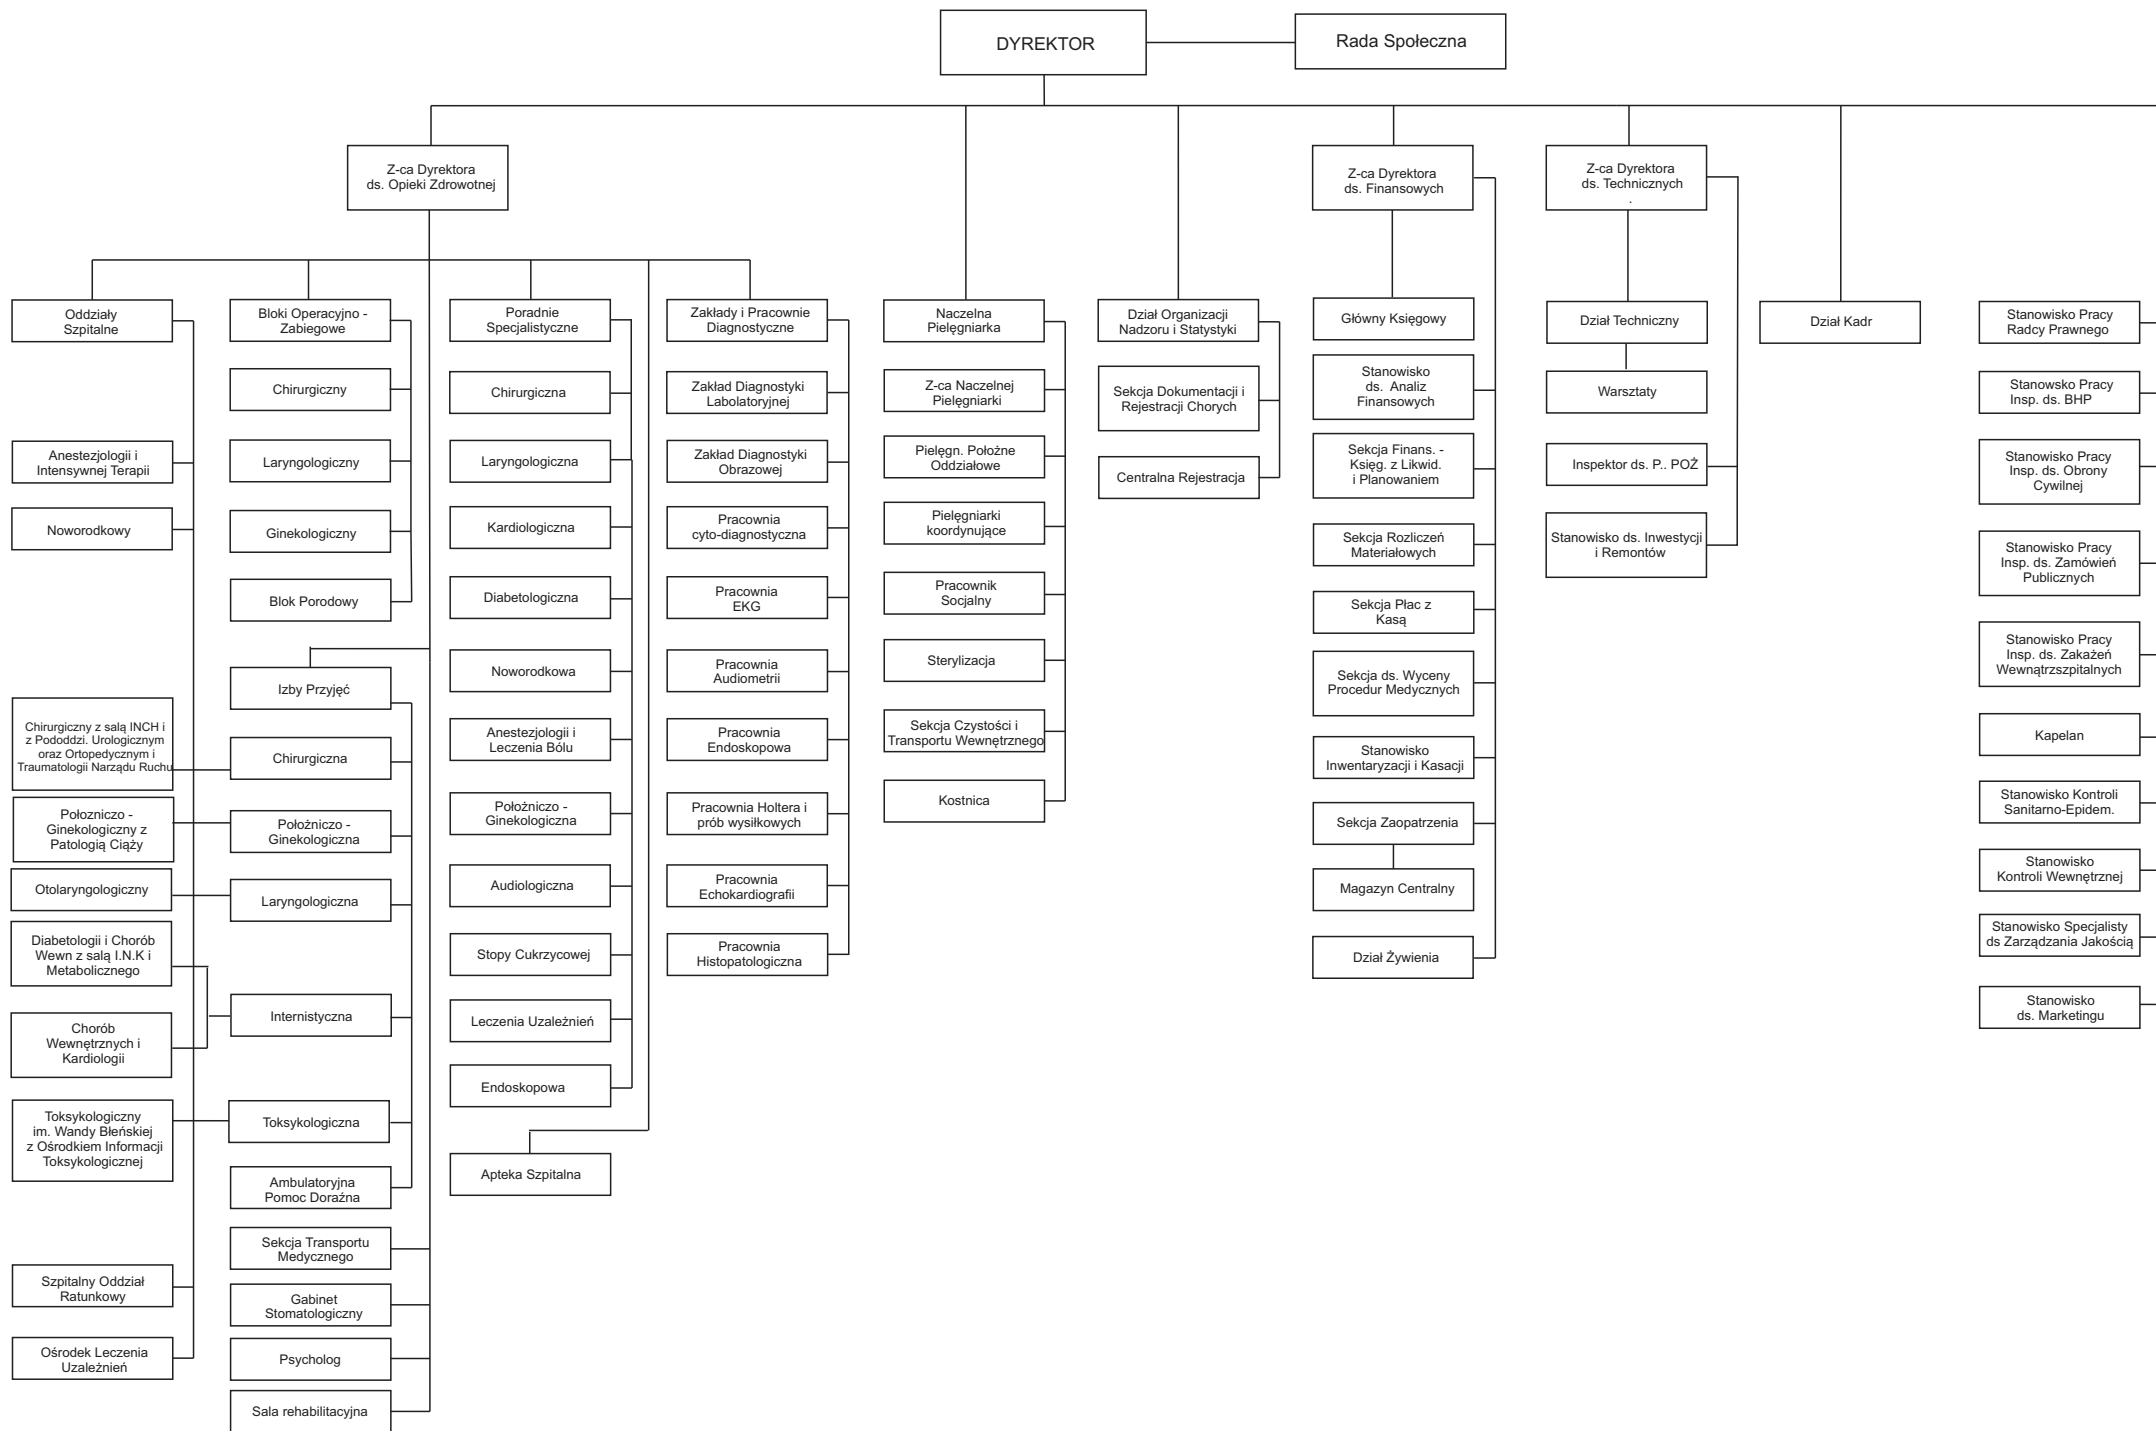 DYREKTOR
Rada Społeczna
Z-ca Dyrektora
ds. Opieki Zdrowotnej
Z-ca Dyrektora
ds. Finansowych
Z-ca Dyrektora
ds. Technicznych
.
Oddziały
Szpitalne
Anestezjologii i
Intensywnej Terapii
Noworodkowy
Chirurgiczny z salą INCH i
z Pododdzi. Urologicznym
oraz Ortopedycznym i
Traumatologii Narządu Ruchu
Połozniczo -
Ginekologiczny z
Patologią Ciąży
Otolaryngologiczny
Diabetologii i Chorób
Wewn z salą I.N.K i
Metabolicznego
Chorób
Wewnętrznych i
Kardiologii
Toksykologiczny
im. Wandy Błeńskiej
z Ośrodkiem Informacji
Toksykologicznej
Szpitalny Oddział
Ratunkowy
Ośrodek Leczenia
Uzależnień
Bloki Operacyjno -
Zabiegowe
Chirurgiczny
Laryngologiczny
Ginekologiczny
Blok Porodowy
Izby Przyjęć
Chirurgiczna
Położniczo -
Ginekologiczna
Laryngologiczna
Internistyczna
Toksykologiczna
Ambulatoryjna
Pomoc Doraźna
Sekcja Transportu
Medycznego
Gabinet
Stomatologiczny
Psycholog
Sala rehabilitacyjna
Poradnie
Specjalistyczne
Chirurgiczna
Laryngologiczna
Kardiologiczna
Diabetologiczna
Noworodkowa
Anestezjologii i
Leczenia Bólu
Położniczo -
Ginekologiczna
Audiologiczna
Stopy Cukrzycowej
Leczenia Uzależnień
Endoskopowa
Apteka Szpitalna
Zakłady i Pracownie
Diagnostyczne
Zakład Diagnostyki
Labolatoryjnej
Zakład Diagnostyki
Obrazowej
Pracownia
cyto-diagnostyczna
Pracownia
EKG
Pracownia
Audiometrii
Pracownia
Endoskopowa
Pracownia Holtera i
prób wysiłkowych
Pracownia
Echokardiografii
Pracownia
Histopatologiczna
Naczelna
Pielęgniarka
Z-ca Naczelnej
Pielęgniarki
Pielęgn. Położne
Oddziałowe
Pielęgniarki
koordynujące
Pracownik
Socjalny
Sterylizacja
Sekcja Czystości i
Transportu Wewnętrznego
Kostnica
Dział Organizacji
Nadzoru i Statystyki
Sekcja Dokumentacji i
Rejestracji Chorych
Centralna Rejestracja
Główny Księgowy
Stanowisko
ds. Analiz
Finansowych
Sekcja Finans. -
Księg. z Likwid.
i Planowaniem
Sekcja Rozliczeń
Materiałowych
Sekcja Płac z
Kasą
Sekcja ds. Wyceny
Procedur Medycznych
Stanowisko
Inwentaryzacji i Kasacji
Sekcja Zaopatrzenia
Magazyn Centralny
Dział Żywienia
Dział Techniczny
Warsztaty
Inspektor ds. P.. POŻ
Stanowisko ds. Inwestycji
i Remontów
Dział Kadr
Stanowisko Pracy
Radcy Prawnego
Stanowsko Pracy
Insp. ds. BHP
Stanowisko Pracy
Insp. ds. Obrony
Cywilnej
Stanowisko Pracy
Insp. ds. Zamówień
Publicznych
Stanowisko Pracy
Insp. ds. Zakażeń
Wewnątrzszpitalnych
Kapelan
Stanowisko Kontroli
Sanitarno-Epidem.
Stanowisko
Kontroli Wewnętrznej
Stanowisko Specjalisty
ds Zarządzania Jakością
Stanowisko
ds. Marketingu